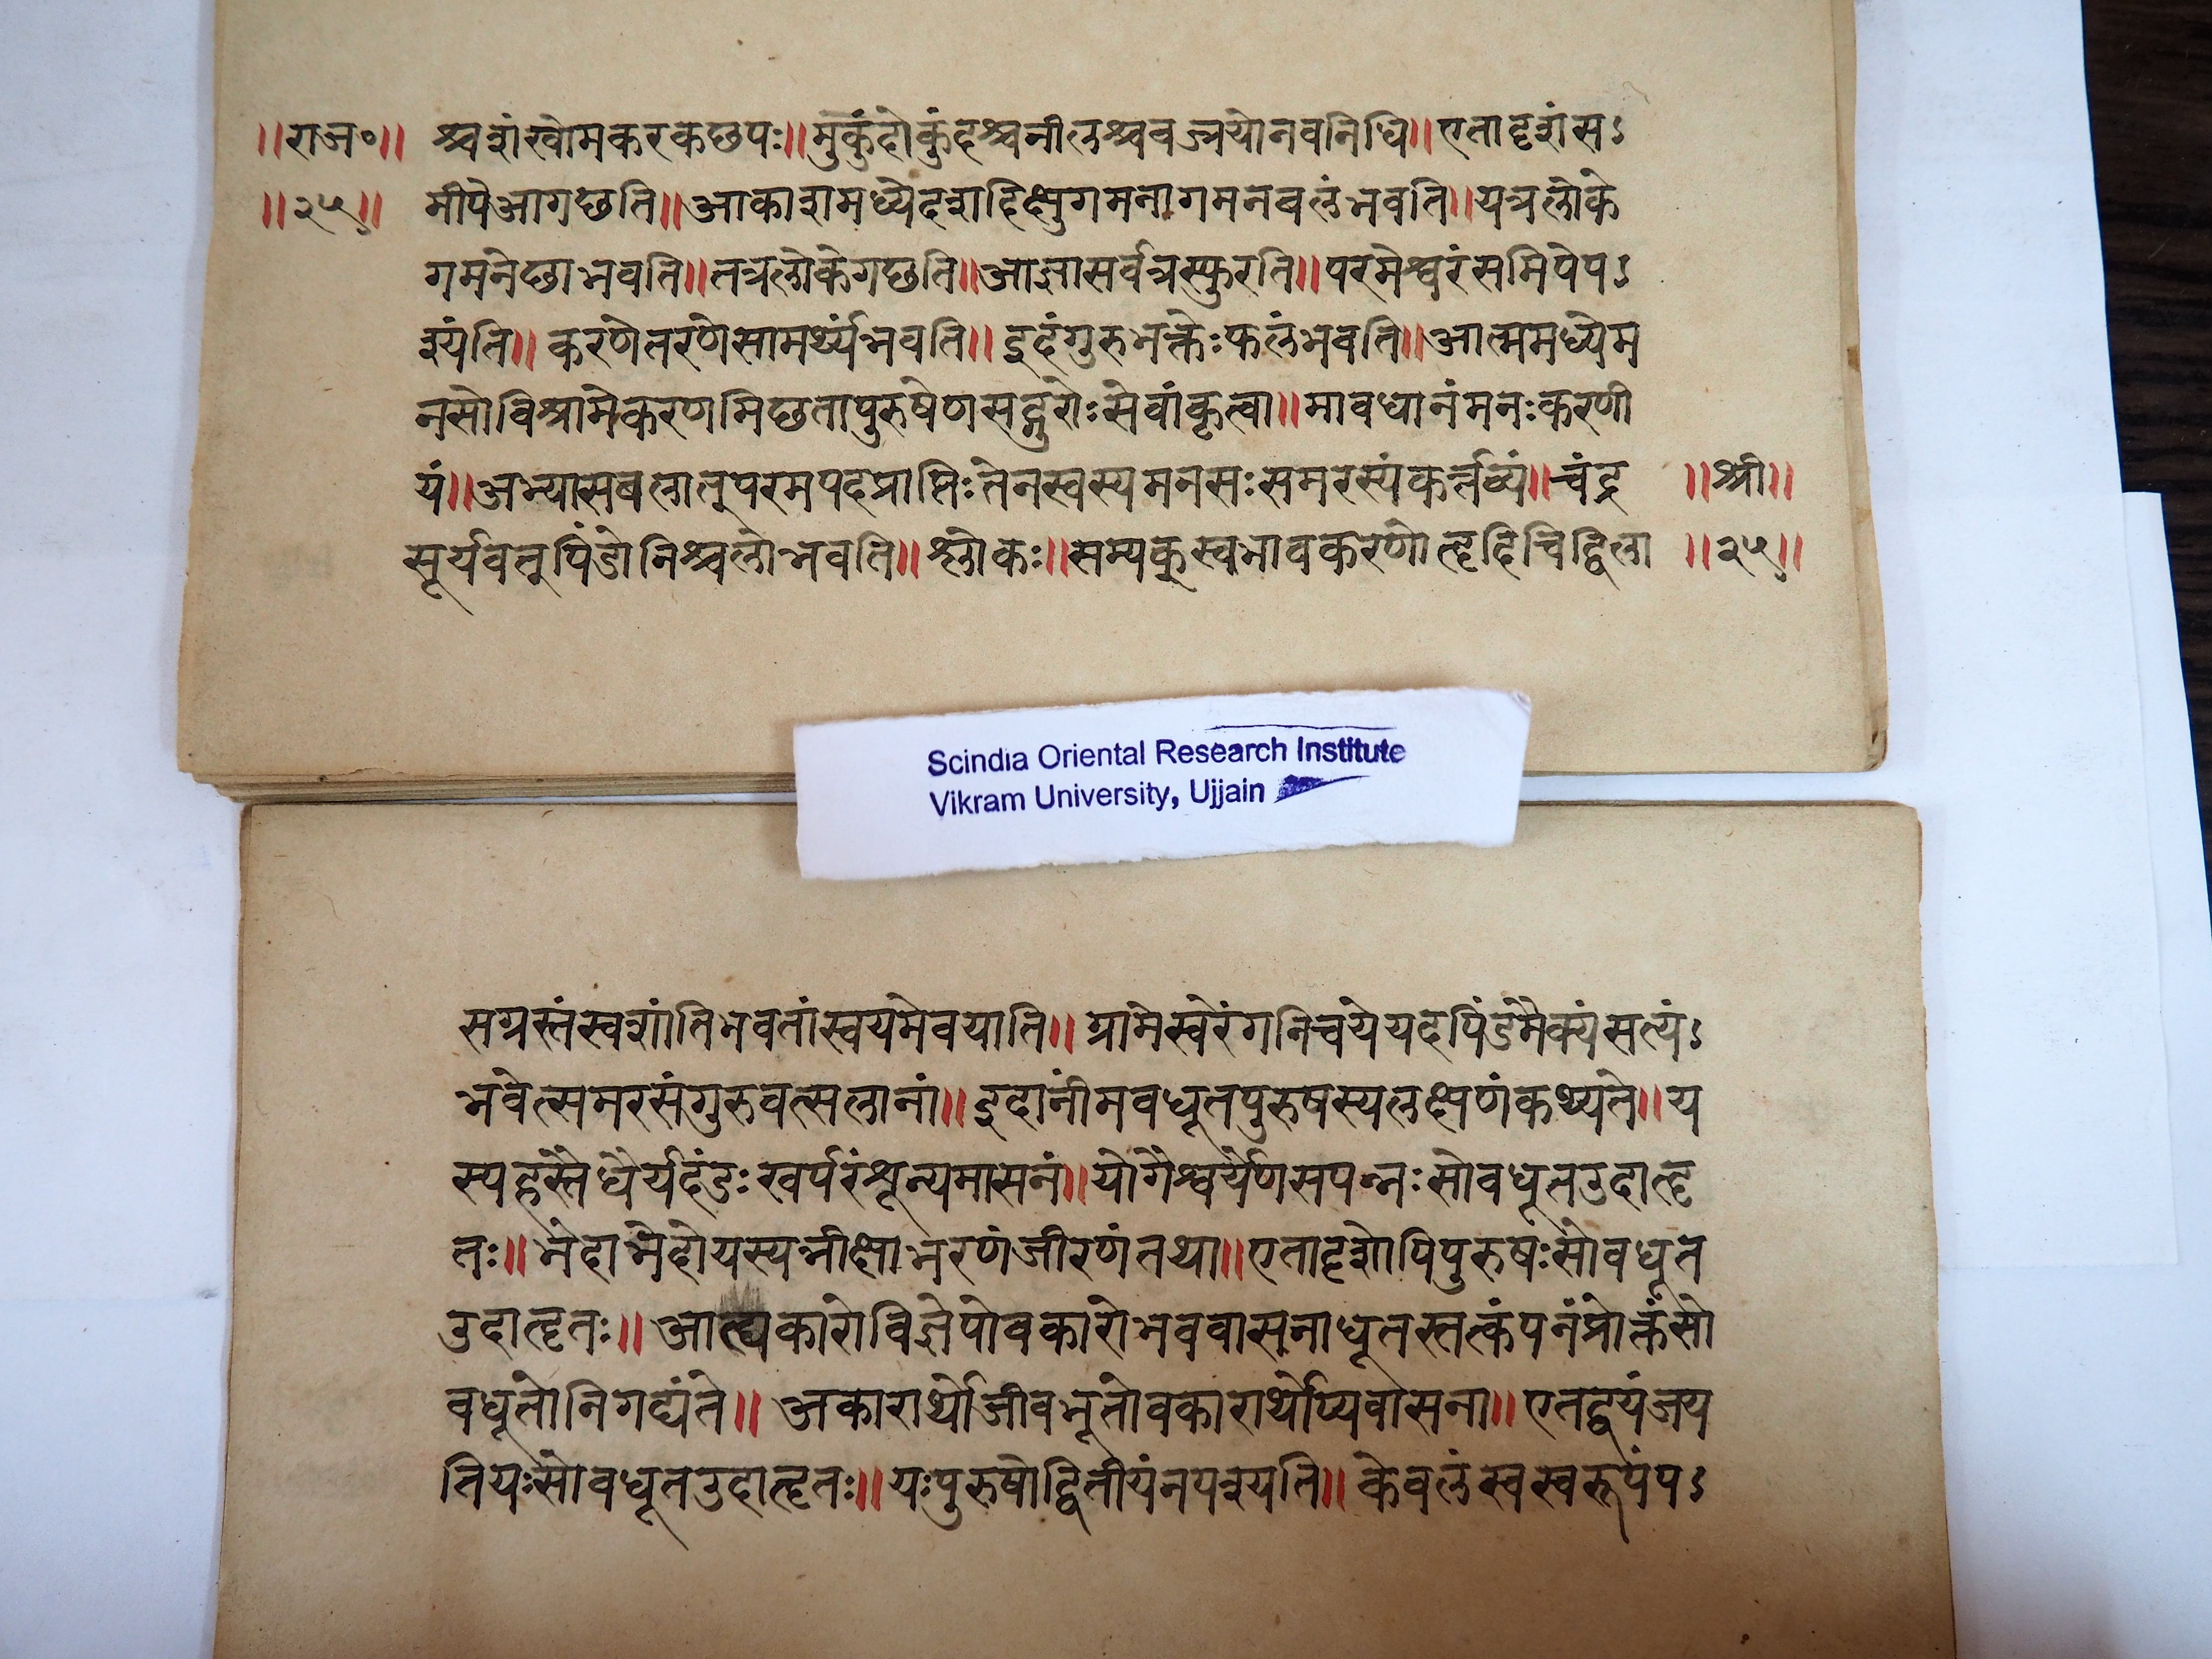 ॥राज॰॥ श्वशंखोमकरकछपः॥मुकुंदोकुंदश्चनीलश्चवज्रयोनवनिधि॥एतादृशंसऽ
॥२५॥ मीपेआगछति॥आकाशमध्येदशदिक्षुगमनागमनबलंभवति॥यत्रलोके
गमनेछाभवति॥तत्रलोकेगछति॥आज्ञासर्वत्रस्फुरति॥परमेश्वरंसमिपेपऽ
श्यंति॥करणेतरणेसामर्थ्यंभवति॥इदंगुरुभक्तेःफलंभवति॥आत्ममध्येम
नसोविश्रामेकरणमिछतापुरुषेणसद्गुरोःसेवांकृत्वा॥मावधानंमनःकरणी
यं॥अभ्यासबलात्परमपदप्राप्तिःतेनस्वस्यमनसःसमरस्यंकर्त्तव्यं॥चंद्र ॥श्री॥
सूर्यवत्पिंडोनिश्चलोभवति॥श्लोकः॥सम्यक्स्वभावकरणोत्हृदिचिद्विला ॥२५॥
Scindia Oriental Research Institute
Vikram University, Ujjain
सग्रस्तंस्वशांतिभवतांस्वयमेवयाति॥ग्रामेस्वेरंगनिचयेयदपिंडमैक्यंसत्यंऽ
भवेत्समरसंगुरुवत्सलानां॥इदांनीमवधूतपुरुषस्यलक्षणंकथ्यते॥य
स्यहस्तेधैर्यदंडःखर्परंश्रून्यमासनं॥योगैश्वर्येणसपन्नःसोवधूतउदात्हृ
तः॥भेदाभेदोयस्यभीक्षाभरणंजीरणंतथा॥एतादृशोपिपुरुषःसोवधूत
उदात्हृतः॥कारोविज्ञेपोवकारोभववासनाधूतस्तत्कंपनंप्रोक्तंसो
वधूतोनिगद्यंते॥अकारार्थोजीवभूतोवकारार्थोप्यिवासना॥एतद्वयंजय
तियःसोवधूतउदात्हृतः॥यःपुरुषोद्वितीयंनपश्यति॥केवलंस्वस्वरूपंपऽ